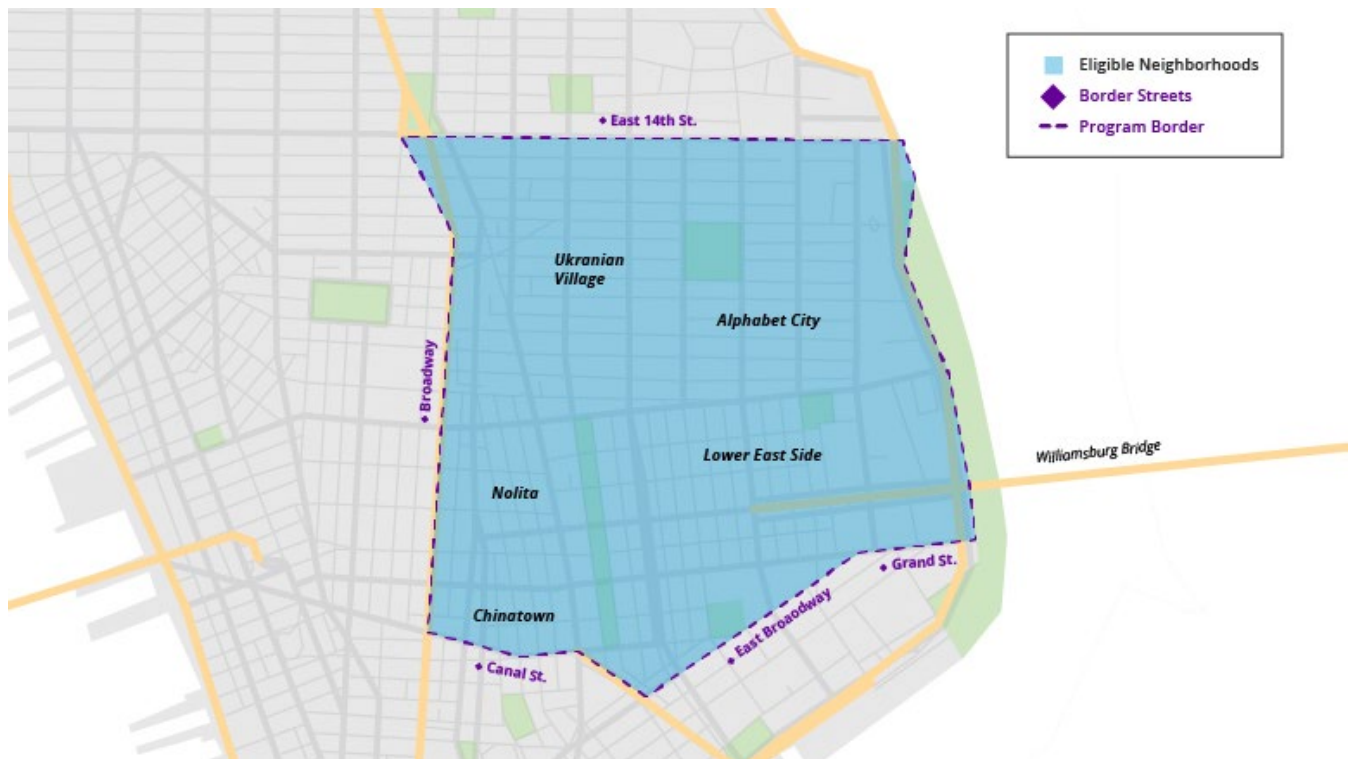 Eligible Neighborhoods
Border Streets
Program Border
East 14th St.
Ukranian
Village
Alphabet City
Broadway
Lower East Side
Williamsburg Bridge
Nolita
Grand St.
East Broadway
Chinatown
Canal St.